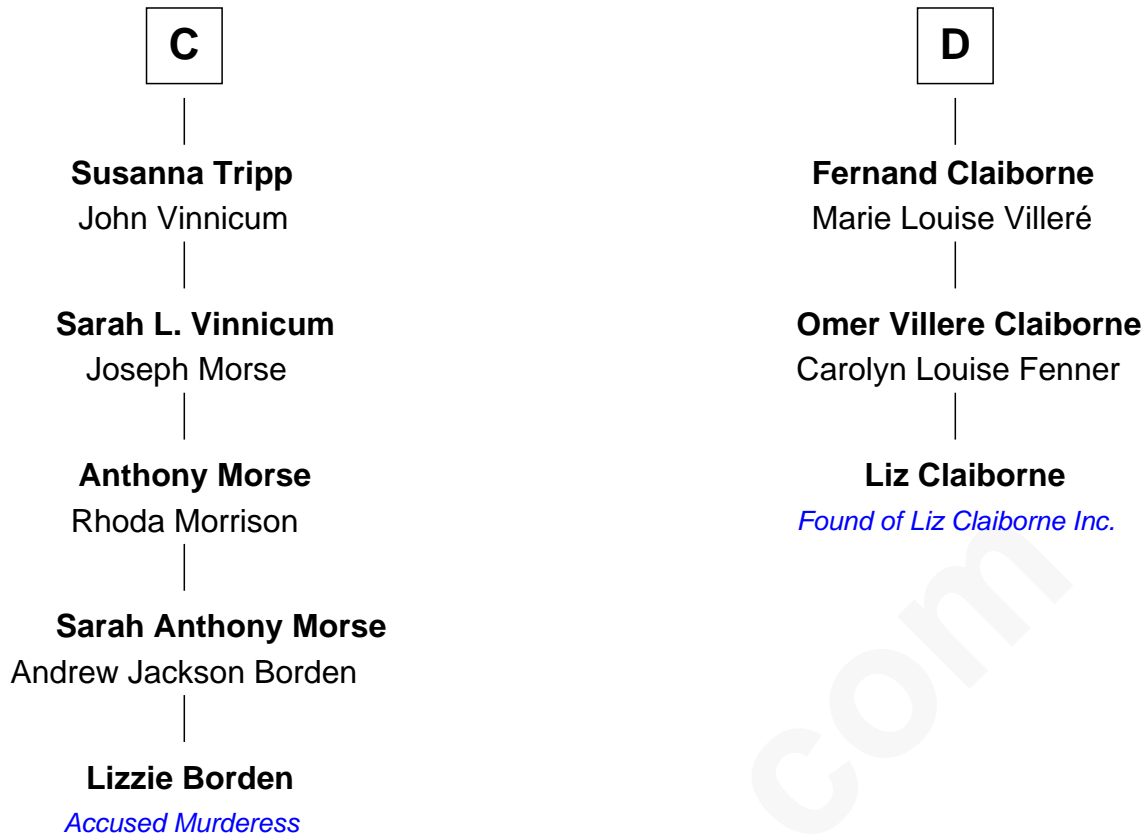 C
Susanna Tripp
John Vinnicum
Sarah L. Vinnicum
Joseph Morse
Anthony Morse
Rhoda Morrison
Sarah Anthony Morse
Andrew Jackson Borden
Lizzie Borden
Accused Murderess
D
Fernand Claiborne
Marie Louise Villeré
Omer Villere Claiborne
Carolyn Louise Fenner
Liz Claiborne
Found of Liz Claiborne Inc.
com